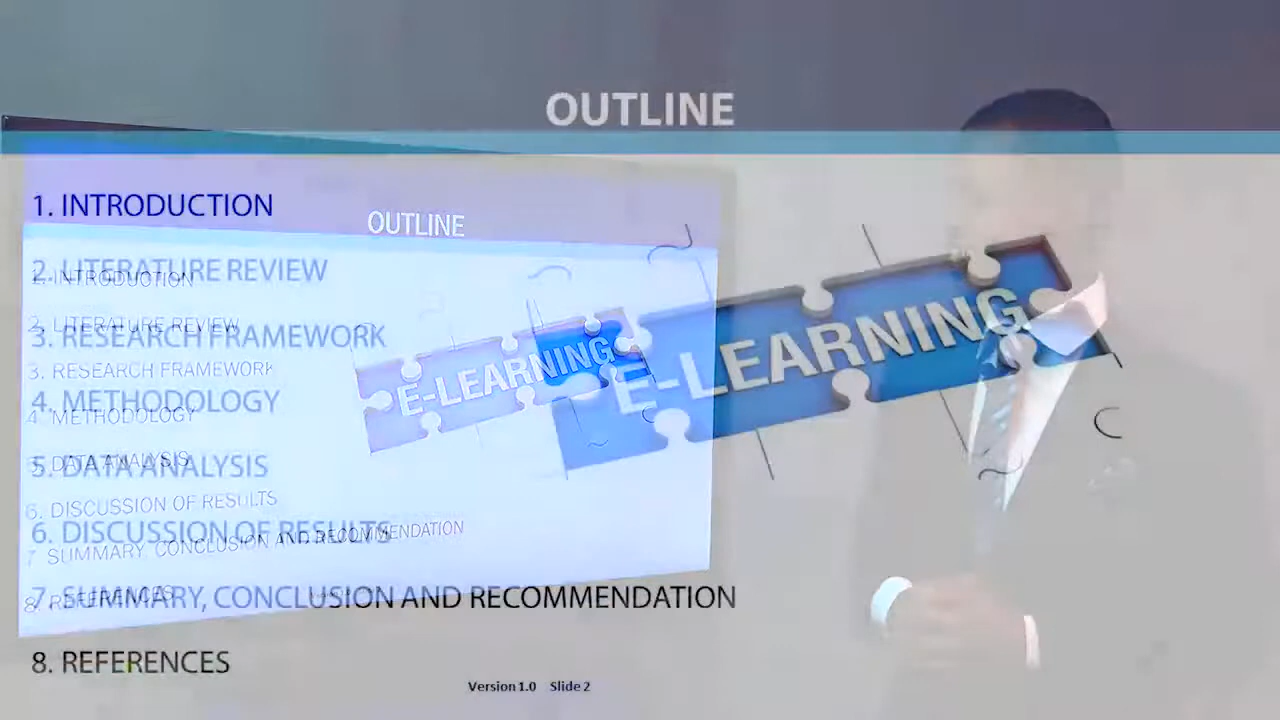 OUTLINE
1. INTRODUCTION
2. LITERATURE REVIEW
3. RESEARCH FRAMEWORK
4. METHODOLOGY
5. DATA ANALYSIS
6. DISCUSSION OF RESULTS
7. SUMMARY, CONCLUSION AND RECOMMENDATION
8. REFERENCES
E-LEARNING
Version 1.0 Slide 2
OUTLINE
1. INTRODUCTION
2. LITERATURE REVIEW
3. RESEARCH FRAMEWORK
4 METHODOLOGY
5. DATA ANALYSIS
6. DISCUSSION OF RESULTS
7 SUMMARY, CONCLUSION AND RECOMMENDATION
8. REFERENCES
E-LEARNING